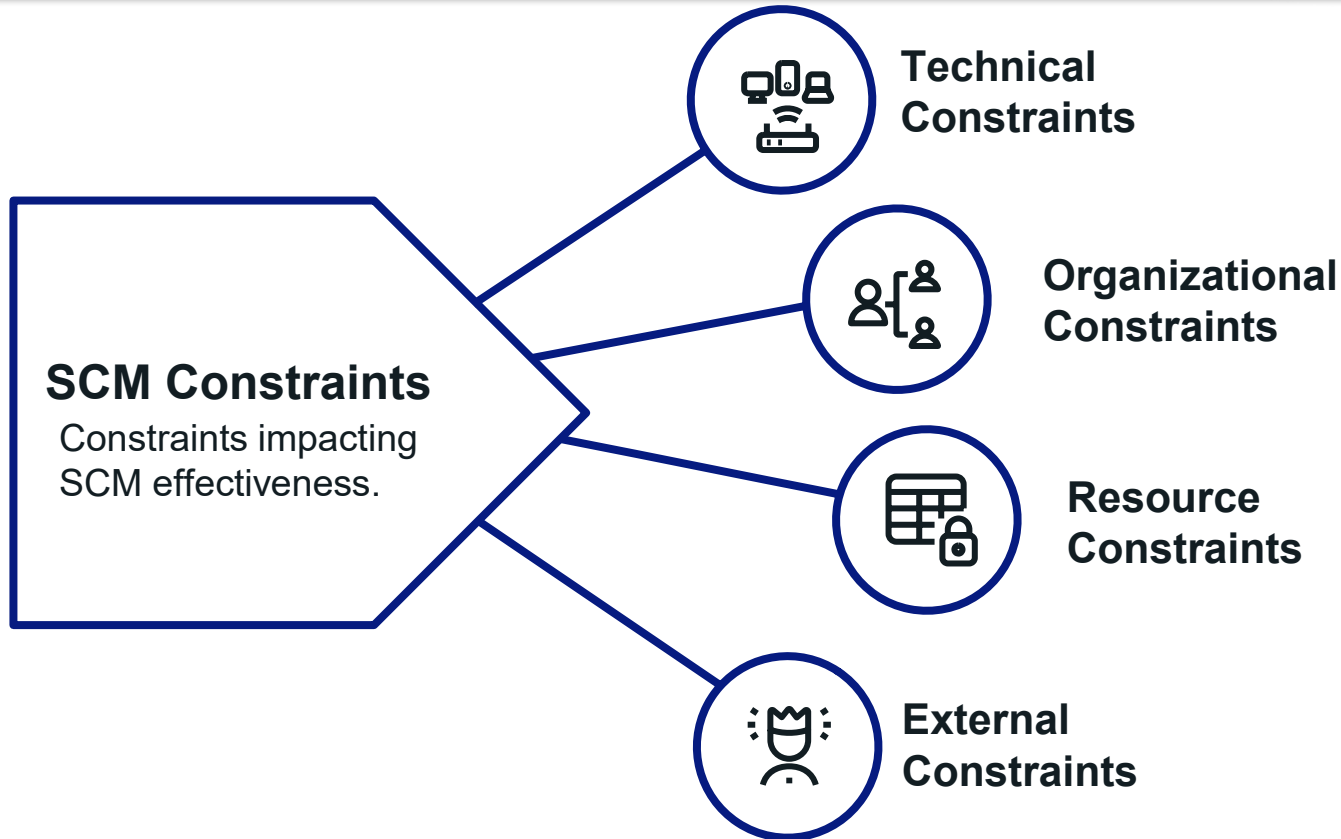 Technical
Constraints
Organizational
Constraints
SCM Constraints
Constraints impacting
SCM effectiveness.
Resource
Constraints
External
Constraints